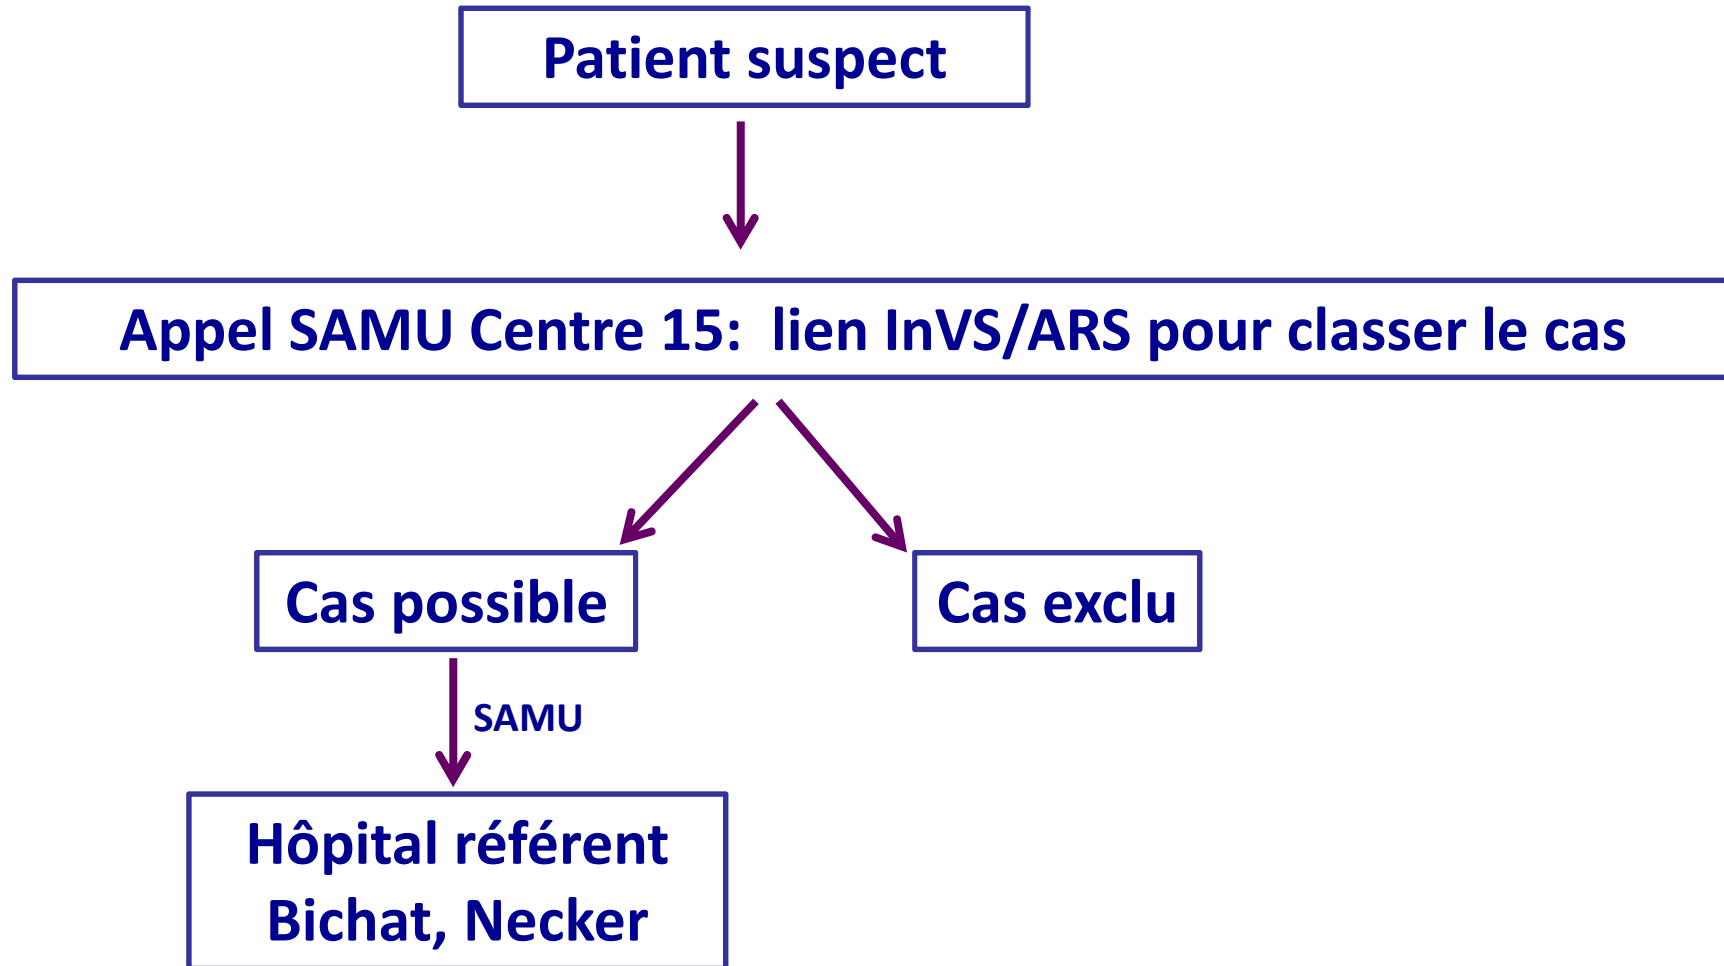 Patient suspect
Appel SAMU Centre 15: lien InVS/ARS pour classer le cas
Cas possible
Cas exclu
SAMU
Hôpital référent
Bichat, Necker